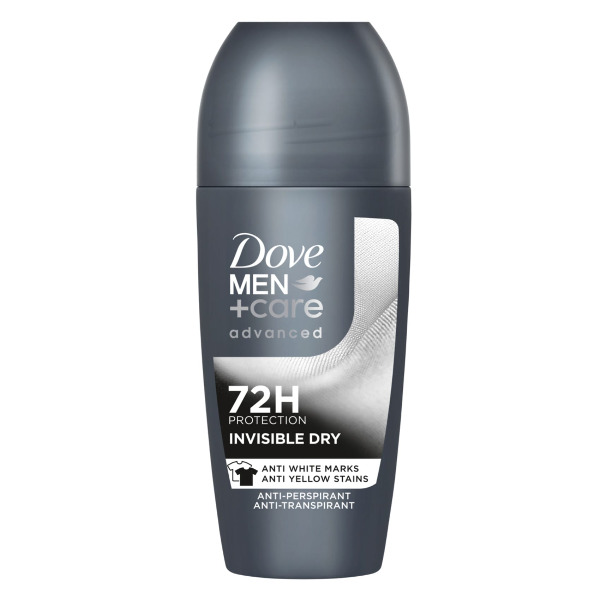 Dove
MEN
+care
advanced
72H
PROTECTION
INVISIBLE DRY
ANTI WHITE MARKS
ANTI YELLOW STAINS
ANTI-PERSPIRANT
ANTI-TRANSPIRANT